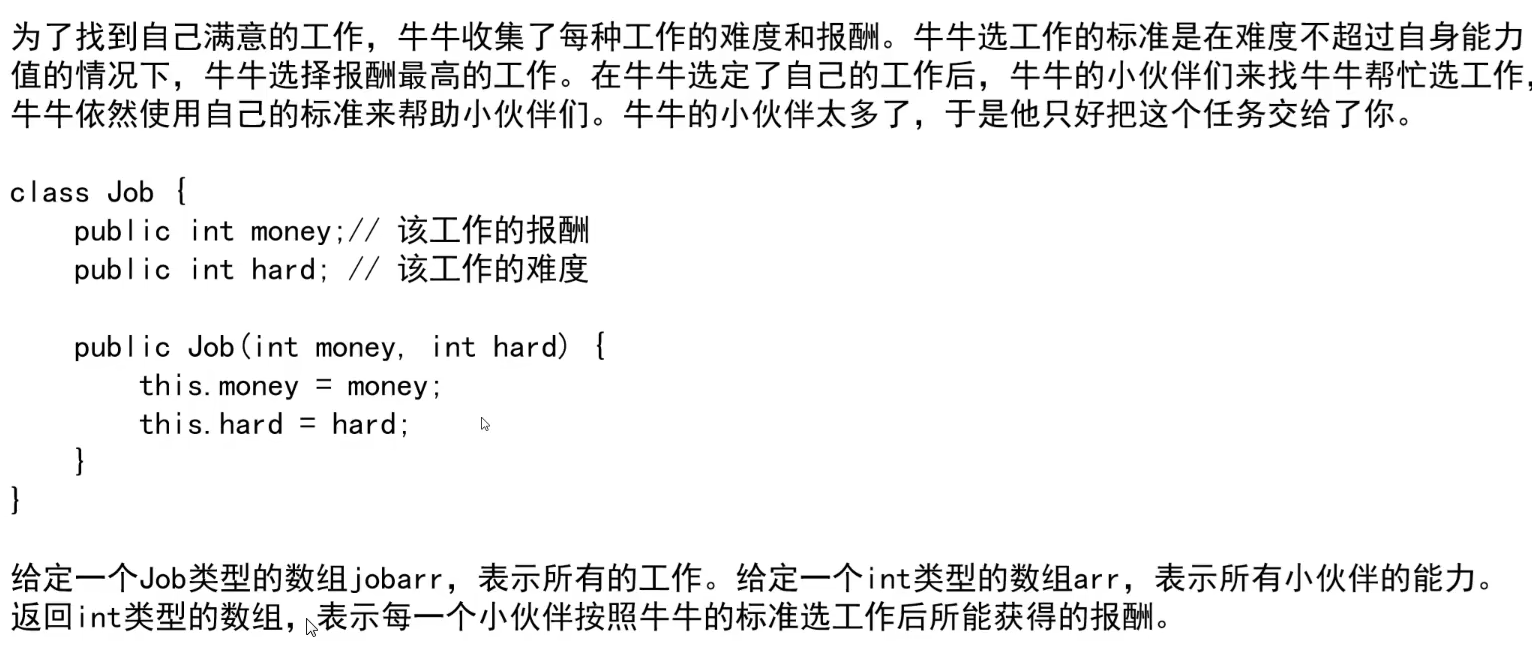 为了找到自己满意的工作，牛牛收集了每种工作的难度和报酬。牛牛选工作的标准是在难度不超过自身能力
值的情况下，牛牛选择报酬最高的工作。在牛牛选定了自己的工作后，牛牛的小伙伴们来找牛牛帮忙选工作，
牛牛依然使用自己的标准来帮助小伙伴们。牛牛的小伙伴太多了，于是他只好把这个任务交给了你。
class Job {
    public int money;// 该工作的报酬
    public int hard; // 该工作的难度
    public Job(int money, int hard) {
        this.money = money;
        this.hard = hard;
    }
}
给定一个Job类型的数组jobarr，表示所有的工作。给定一个int类型的数组arr，表示所有小伙伴的能力。
返回int类型的数组，表示每一个小伙伴按照牛牛的标准选工作后所能获得的报酬。